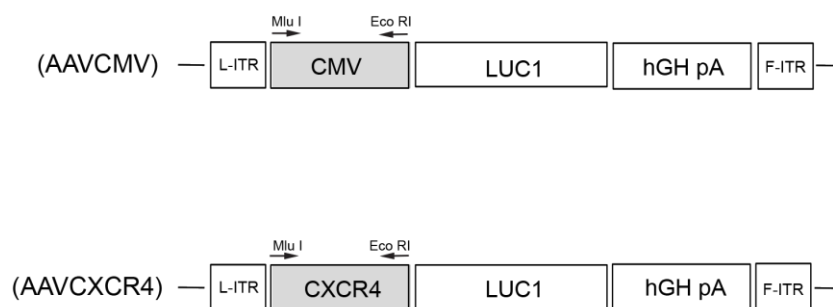 Mlu I Eco RI
(AAVCMV) L-ITR CMV LUC1 hGH pA F-ITR
Mlu I Eco RI
(AAVCXCR4) L-ITR CXCR4 LUC1 hGH pA F-ITR